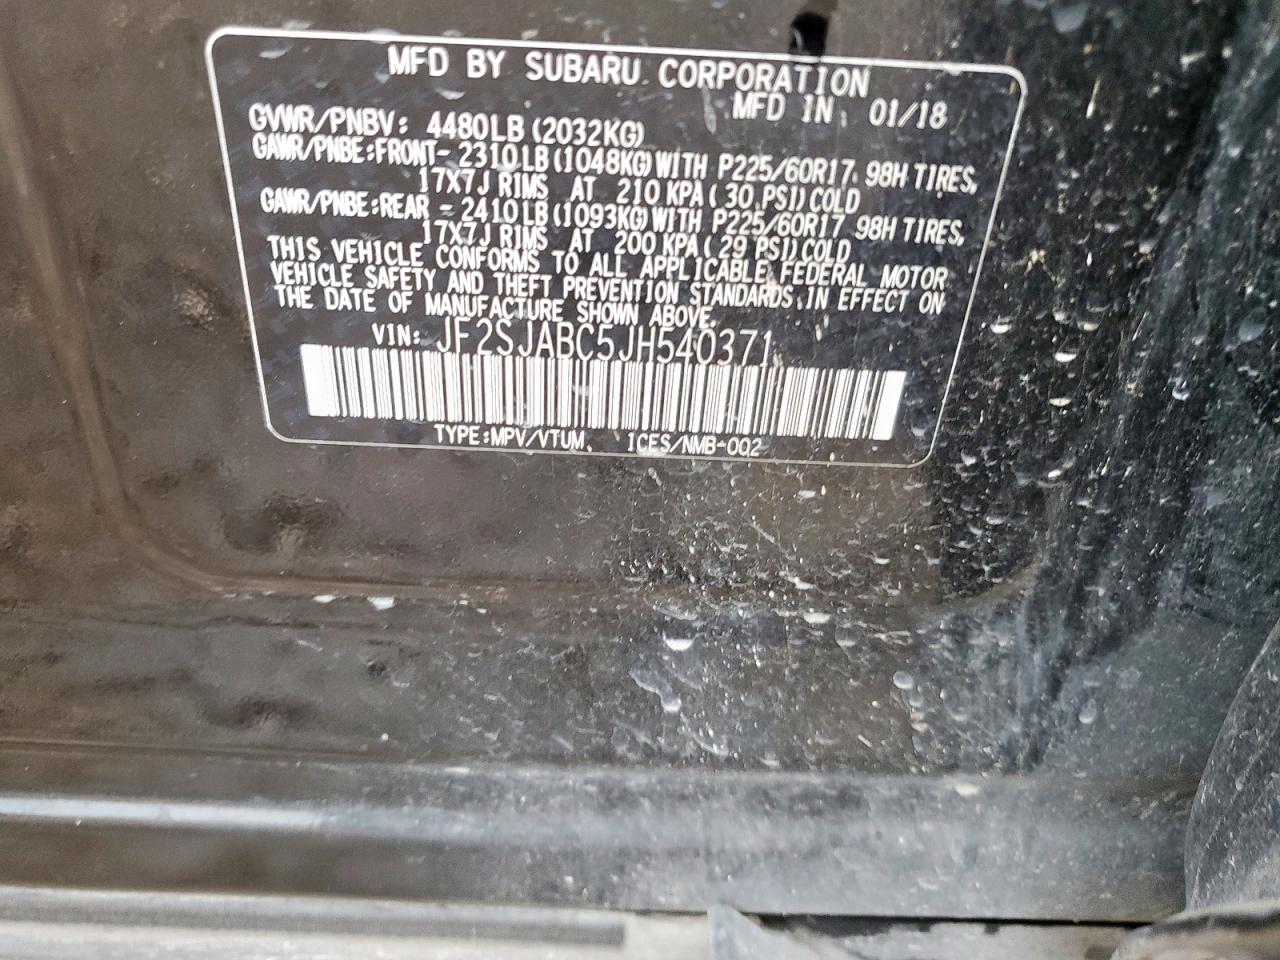 MFD BY SUBARU CORPORATION
MFD IN 01/18
GVWR/PNBV: 4480LB(2032KG)
GAWR/PNBE:FRONT- 2310LB(1048KG)WITH P225/60R17 98H TIRES,
17X7J RIMS AT 210 KPA(30 PSI)COLD
GAWR/PNBE:REAR - 2410LB(1093KG)WITH P225/60R17 98H TIRES,
17X7J RIMS AT 200 KPA(29 PSI)COLD
THIS VEHICLE CONFORMS TO ALL APPLICABLE FEDERAL MOTOR
VEHICLE SAFETY AND THEFT PREVENTION STANDARDS IN EFFECT ON
THE DATE OF MANUFACTURE SHOWN ABOVE.
VIN: JF2SJABC5JH540371
TYPE:MPV/VTUM ICES/NMB-002